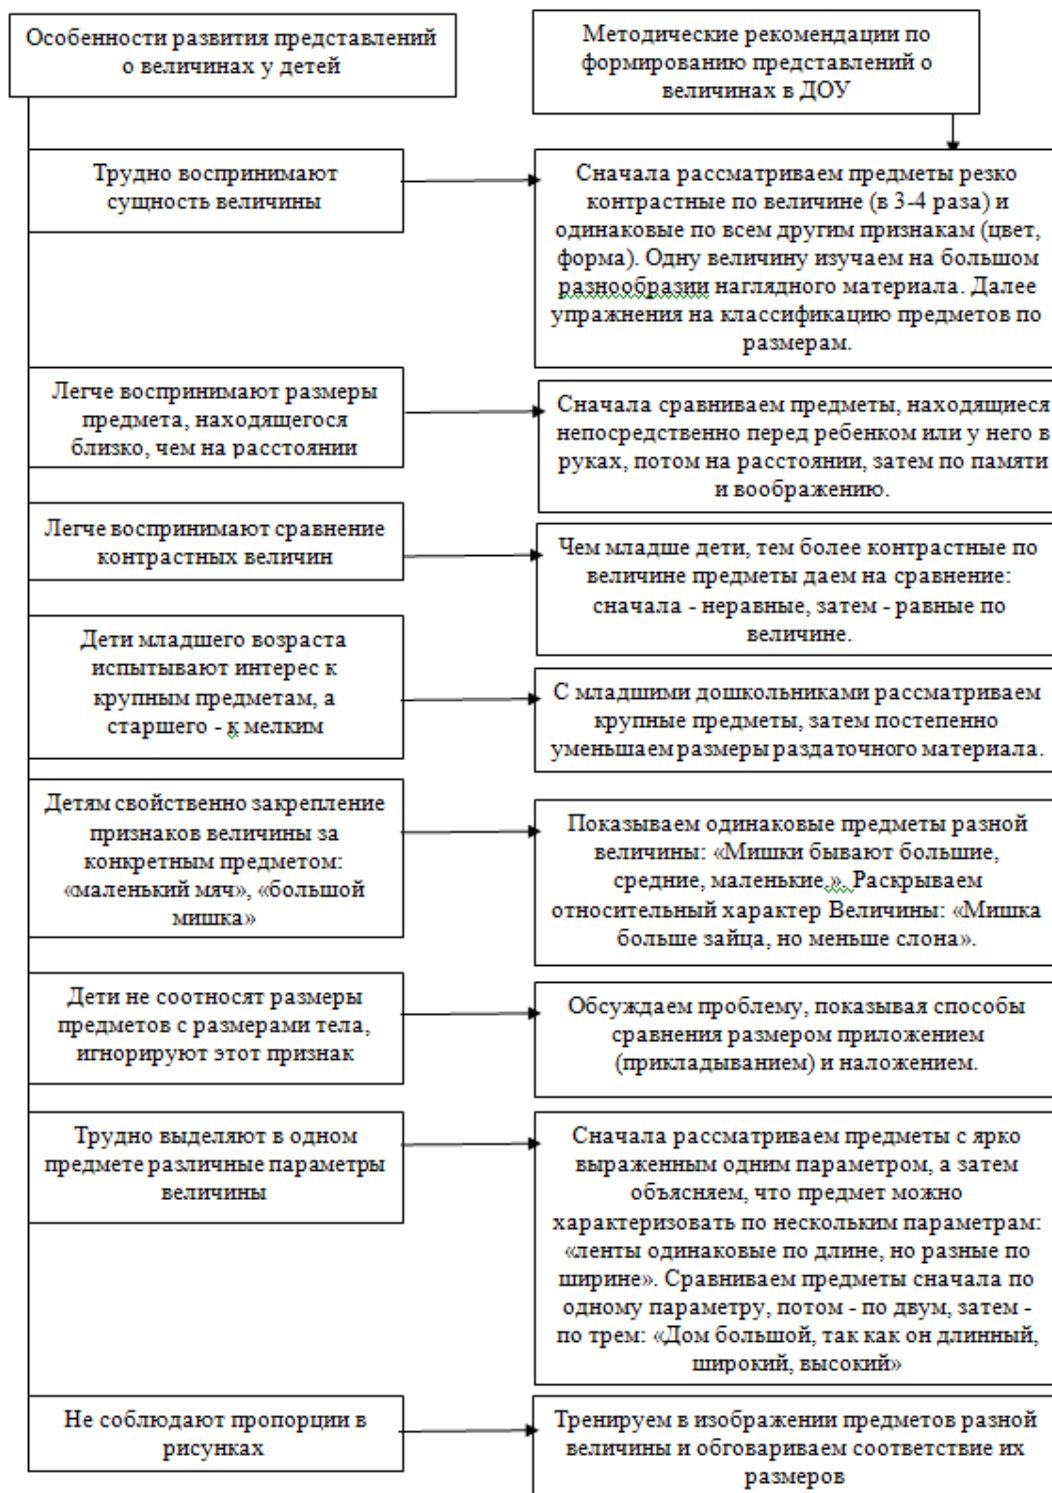 Особенности развития представлений
о величинах у детей
Методические рекомендации по
формированию представлений о
величинах в ДОУ
Трудно воспринимают
сущность величины
Сначала рассматриваем предметы резко
контрастные по величине (в 3-4 раза) и
одинаковые по всем другим признакам (цвет,
форма). Одну величину изучаем на большом
разнообразии наглядного материала. Далее
упражнения на классификацию предметов по
размерам.
Легче воспринимают размеры
предмета, находящегося
близко, чем на расстоянии
Сначала сравниваем предметы, находящиеся
непосредственно перед ребенком или у него в
руках, потом на расстоянии, затем по памяти
и воображению.
Легче воспринимают сравнение
контрастных величин
Чем младше дети, тем более контрастные по
величине предметы даем на сравнение:
сначала - неравные, затем - равные по
величине.
Дети младшего возраста
испытывают интерес к
крупным предметам, а
старшего - к мелким
С младшими дошкольниками рассматриваем
крупные предметы, затем постепенно
уменьшаем размеры раздаточного материала.
Детям свойственно закрепление
признаков величины за
конкретным предметом:
«маленький мяч», «большой
мишка»
Показываем одинаковые предметы разной
величины: «Мишки бывают большие,
средние, маленькие.». Раскрываем
относительный характер Величины: «Мишка
больше зайца, но меньше слона».
Дети не соотносят размеры
предметов с размерами тела,
игнорируют этот признак
Обсуждаем проблему, показывая способы
сравнения размером приложением
(прикладыванием) и наложением.
Трудно выделяют в одном
предмете различные параметры
величины
Сначала рассматриваем предметы с ярко
выраженным одним параметром, а затем
объясняем, что предмет можно
характеризовать по нескольким параметрам:
«ленты одинаковые по длине, но разные по
ширине». Сравниваем предметы сначала по
одному параметру, потом - по двум, затем -
по трем: «Дом большой, так как он длинный,
широкий, высокий»
Не соблюдают пропорции в
рисунках
Тренируем в изображении предметов разной
величины и обговариваем соответствие их
размеров